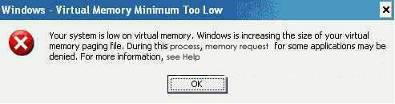 Windows - Virtual Memory Minimum Too Low
Your system is low on virtual memory. Windows is increasing the size of your virtual
memory paging file. During this process, memory request for some applications may be
denied. For more information, see Help
OK